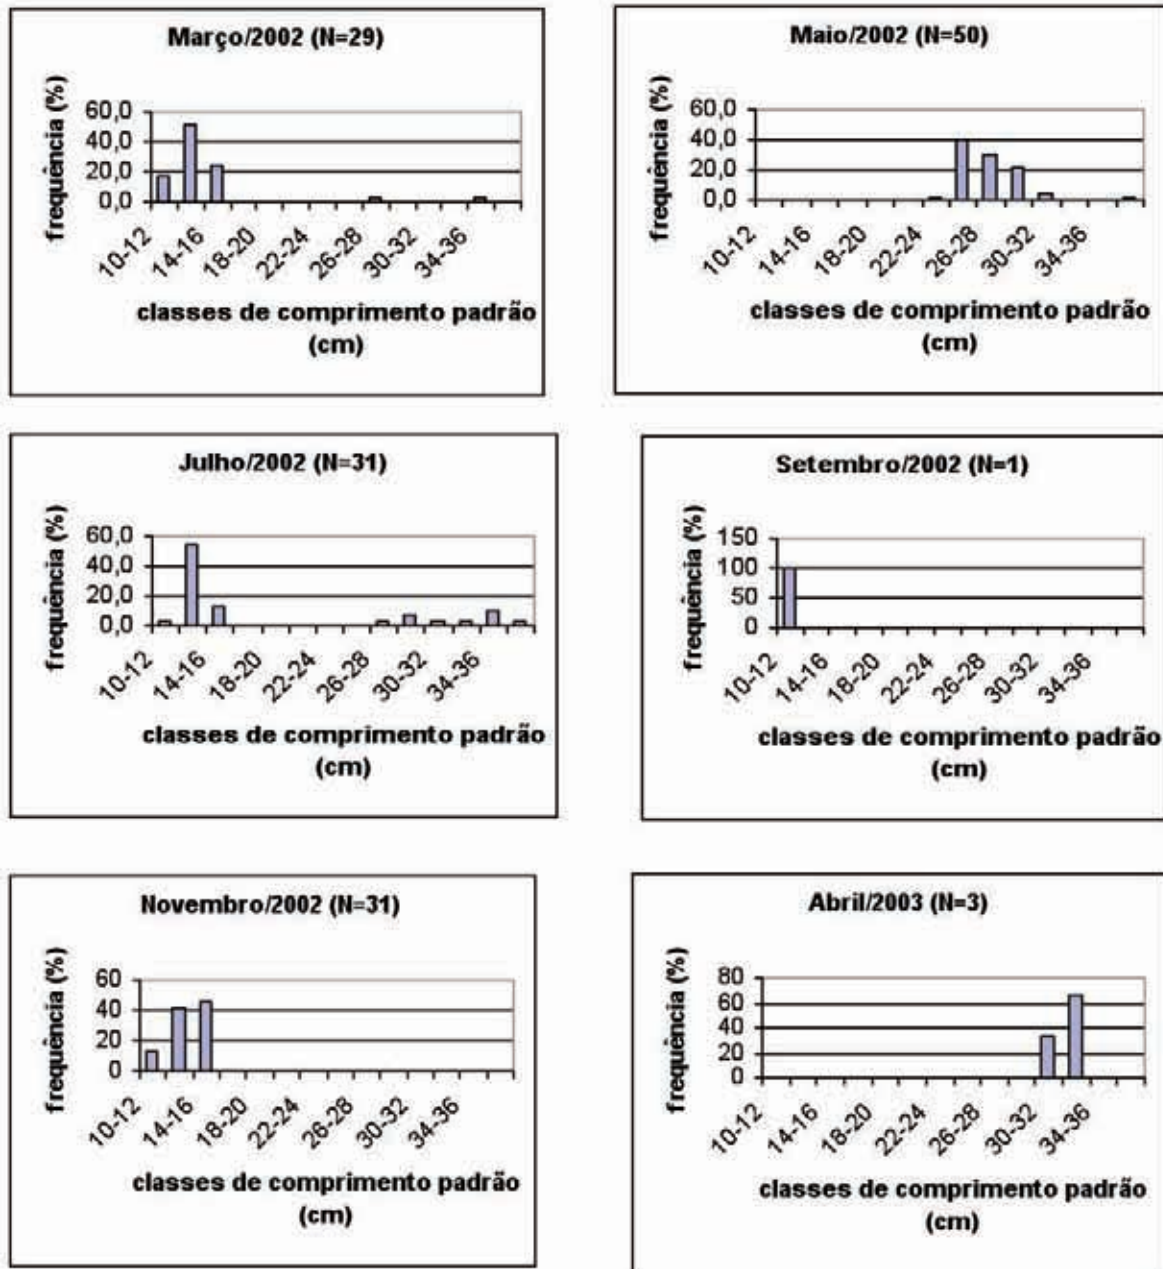 Março/2002 (N=29)
frequência (%)
60,0
40,0
20,0
0,0
10-12
14-16
18-20
22-24
26-28
30-32
34-36
classes de comprimento padrão
(cm)
Maio/2002 (N=50)
frequência (%)
60,0
40,0
20,0
0,0
10-12
14-16
18-20
22-24
26-28
30-32
34-36
classes de comprimento padrão
(cm)
Julho/2002 (N=31)
frequência (%)
60,0
40,0
20,0
0,0
10-12
14-16
18-20
22-24
26-28
30-32
34-36
classes de comprimento padrão
(cm)
Setembro/2002 (N=1)
frequência (%)
150
100
50
0
10-12
14-16
18-20
22-24
26-28
30-32
34-36
classes de comprimento padrão
(cm)
Novembro/2002 (N=31)
frequência (%)
60
40
20
0
10-12
14-16
18-20
22-24
26-28
30-32
34-36
classes de comprimento padrão
(cm)
Abril/2003 (N=3)
frequência (%)
80
60
40
20
0
10-12
14-16
18-20
22-24
26-28
30-32
34-36
classes de comprimento padrão
(cm)